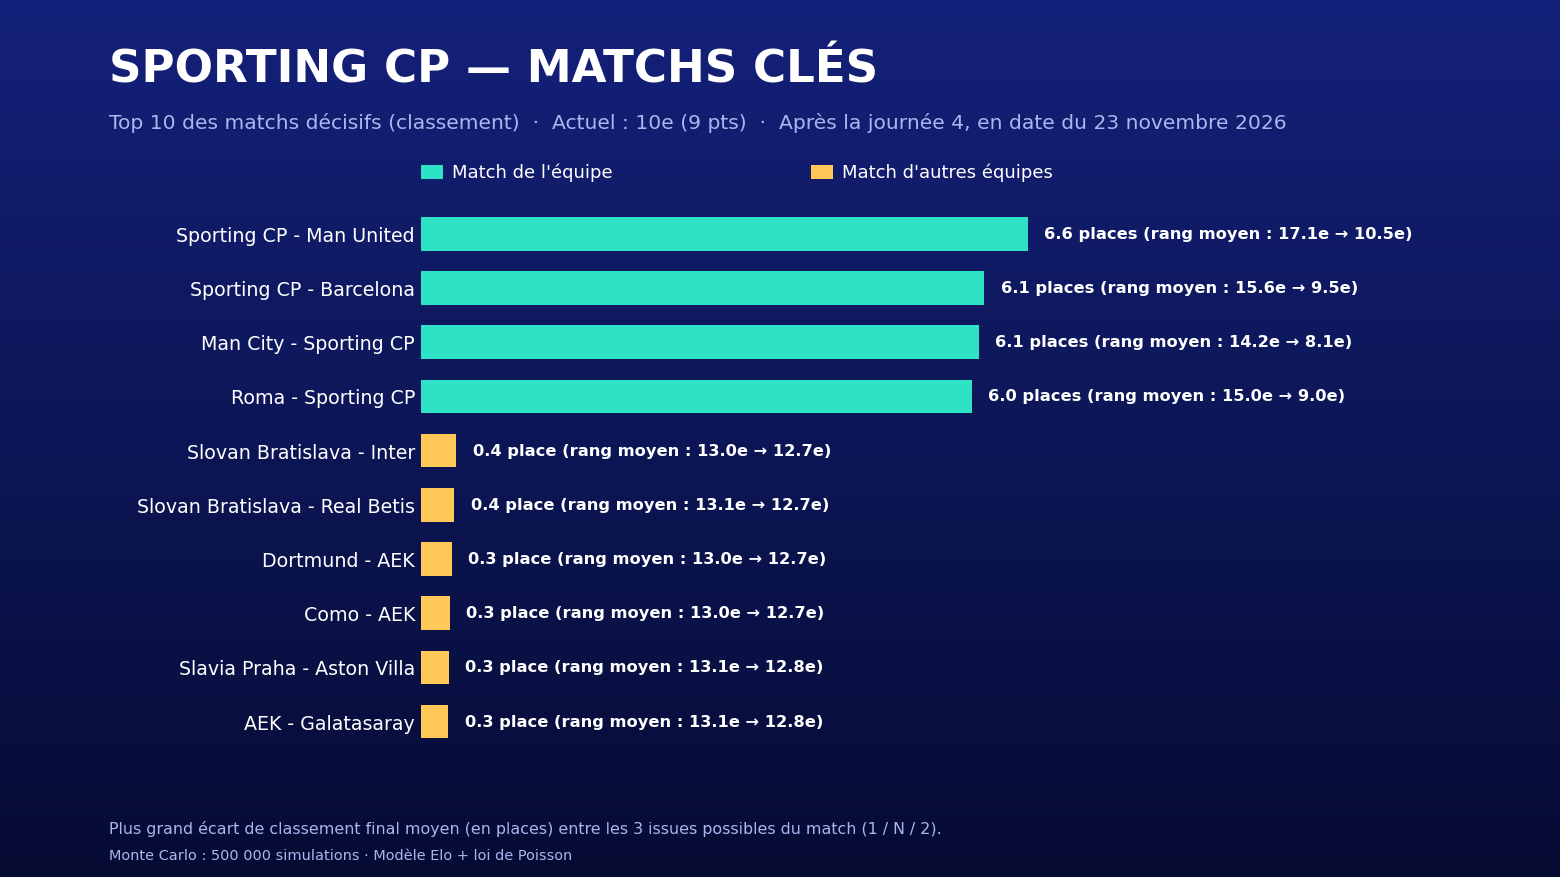 SPORTING CP — MATCHS CLÉS
Top 10 des matchs décisifs (classement)  ·  Actuel : 10e (9 pts)  ·  Après la journée 4, en date du 23 novembre 2026
Match de l'équipe
Match d'autres équipes
Sporting CP - Man United 6.6 places (rang moyen : 17.1e → 10.5e)
Sporting CP - Barcelona 6.1 places (rang moyen : 15.6e → 9.5e)
Man City - Sporting CP 6.1 places (rang moyen : 14.2e → 8.1e)
Roma - Sporting CP 6.0 places (rang moyen : 15.0e → 9.0e)
Slovan Bratislava - Inter 0.4 place (rang moyen : 13.0e → 12.7e)
Slovan Bratislava - Real Betis 0.4 place (rang moyen : 13.1e → 12.7e)
Dortmund - AEK 0.3 place (rang moyen : 13.0e → 12.7e)
Como - AEK 0.3 place (rang moyen : 13.0e → 12.7e)
Slavia Praha - Aston Villa 0.3 place (rang moyen : 13.1e → 12.8e)
AEK - Galatasaray 0.3 place (rang moyen : 13.1e → 12.8e)
Plus grand écart de classement final moyen (en places) entre les 3 issues possibles du match (1 / N / 2).
Monte Carlo : 500 000 simulations · Modèle Elo + loi de Poisson